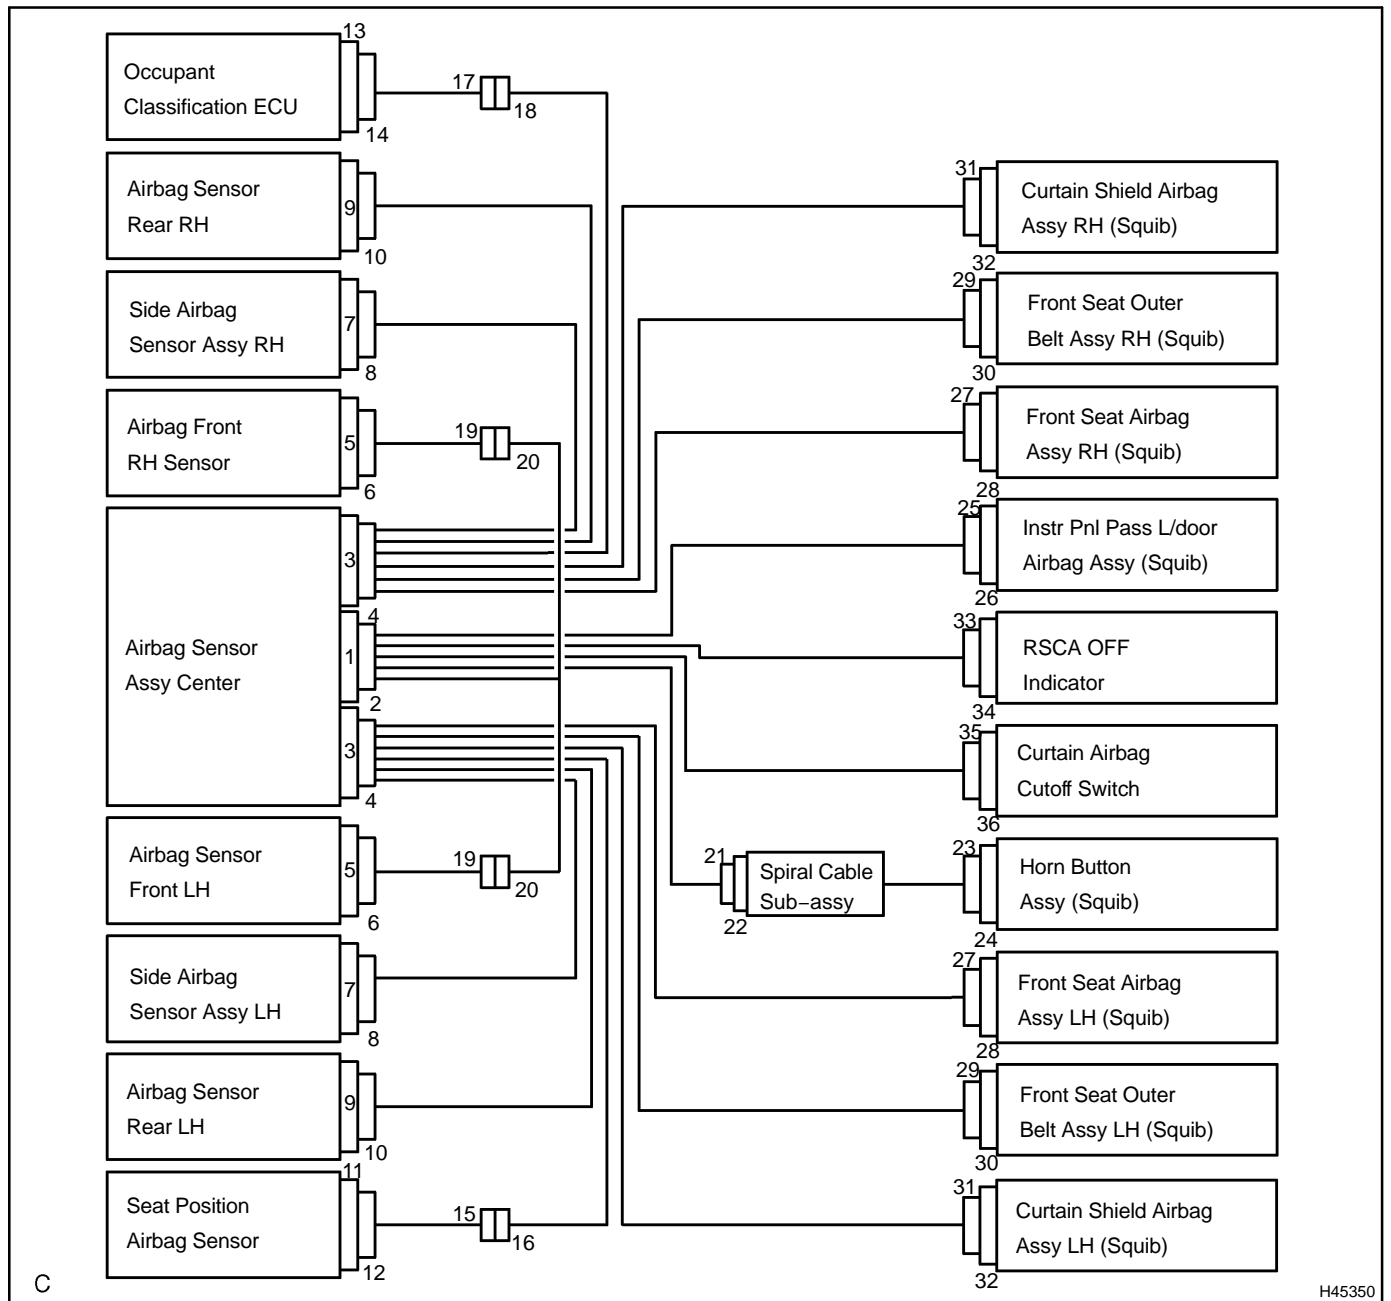 13
Occupant
Classification ECU
14
17
18
Airbag Sensor
Rear RH
9
10
Side Airbag
Sensor Assy RH
7
8
Airbag Front
RH Sensor
5
6
19
20
Airbag Sensor
Assy Center
3
4
1
2
3
4
Airbag Sensor
Front LH
5
6
19
20
Side Airbag
Sensor Assy LH
7
8
Airbag Sensor
Rear LH
9
10
11
Seat Position
Airbag Sensor
12
15
16
31
Curtain Shield Airbag
Assy RH (Squib)
32
29
Front Seat Outer
Belt Assy RH (Squib)
30
27
Front Seat Airbag
Assy RH (Squib)
28
25
Instr Pnl Pass L/door
Airbag Assy (Squib)
26
33
RSCA OFF
Indicator
34
35
Curtain Airbag
Cutoff Switch
36
21
Spiral Cable
Sub−assy
22
23
Horn Button
Assy (Squib)
24
27
Front Seat Airbag
Assy LH (Squib)
28
29
Front Seat Outer
Belt Assy LH (Squib)
30
31
Curtain Shield Airbag
Assy LH (Squib)
32
C
H45350